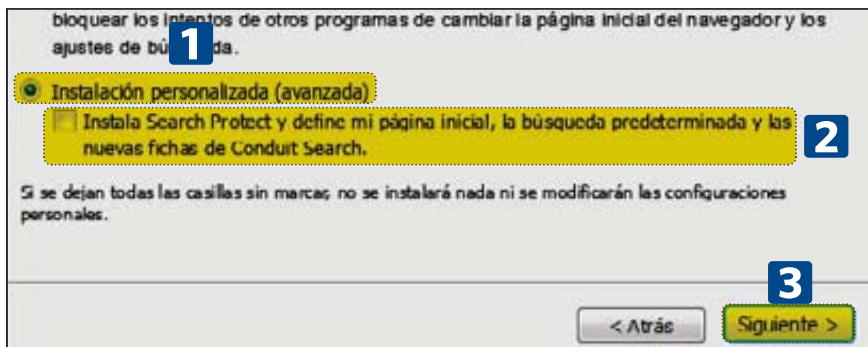 bloquear los intentos de otros programas de cambiar la página inicial del navegador y los
ajustes de bú da.
1
Instalación personalizada (avanzada)
Instala Search Protect y define mi página inicial, la búsqueda predeterminada y las
nuevas fichas de Conduit Search.
2
Si se dejan todas las casillas sin marcar, no se instalará nada ni se modificarán las configuraciones
personales.
3
< Atrás
Siguiente >